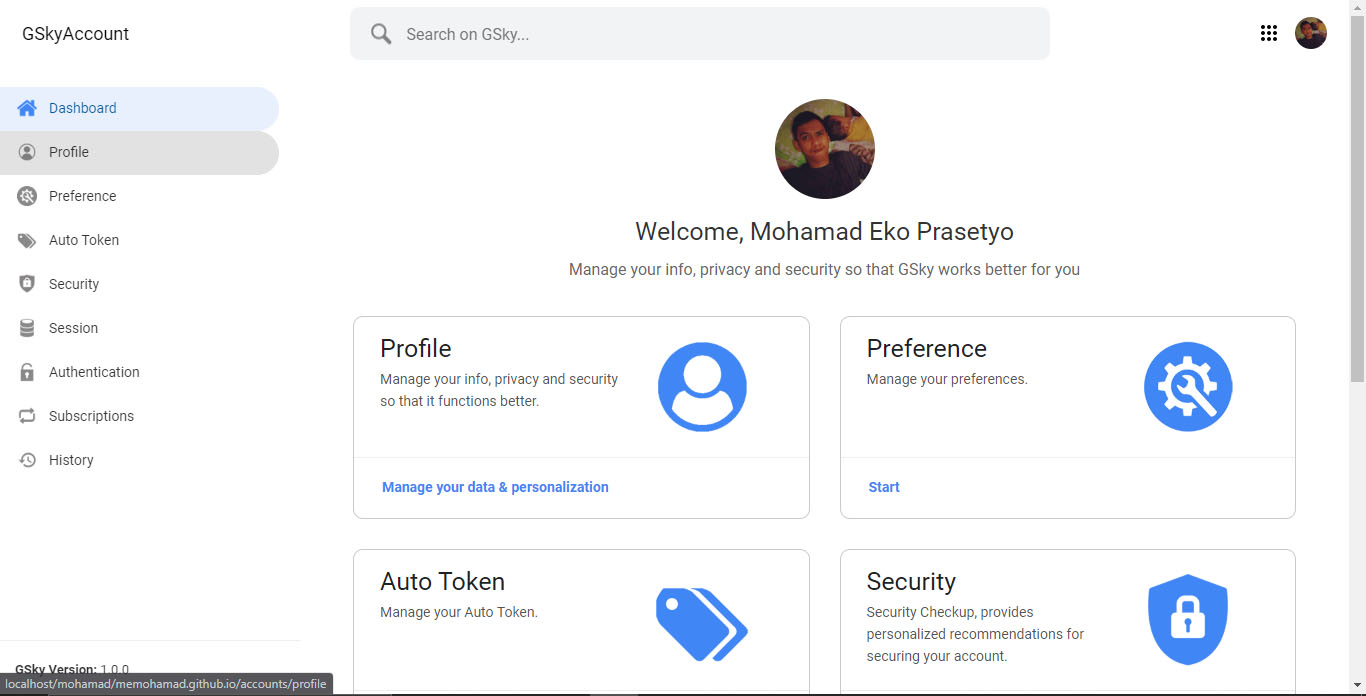 GSkyAccount
Search on GSky...
Dashboard
Profile
Preference
Auto Token
Security
Session
Authentication
Subscriptions
History
GSky Version: 1.0.0
localhost/mohamad/memohamad.github.io/accounts/profile
Welcome, Mohamad Eko Prasetyo
Manage your info, privacy and security so that GSky works better for you
Profile
Manage your info, privacy and security
so that it functions better.
Manage your data & personalization
Preference
Manage your preferences.
Start
Auto Token
Manage your Auto Token.
Security
Security Checkup, provides
personalized recommendations for
securing your account.